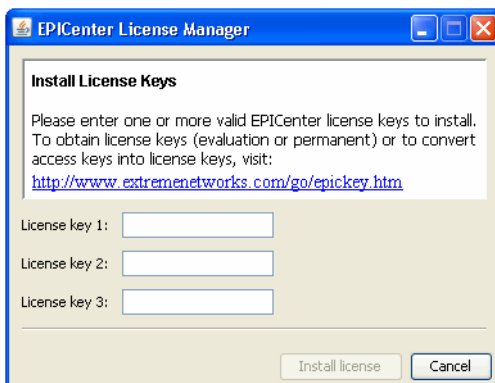 EPICenter License Manager
Install License Keys
Please enter one or more valid EPICenter license keys to install.
To obtain license keys (evaluation or permanent) or to convert
access keys into license keys, visit:
http://www.extremenetworks.com/go/epickey.htm
License key 1:
License key 2:
License key 3:
Install license
Cancel